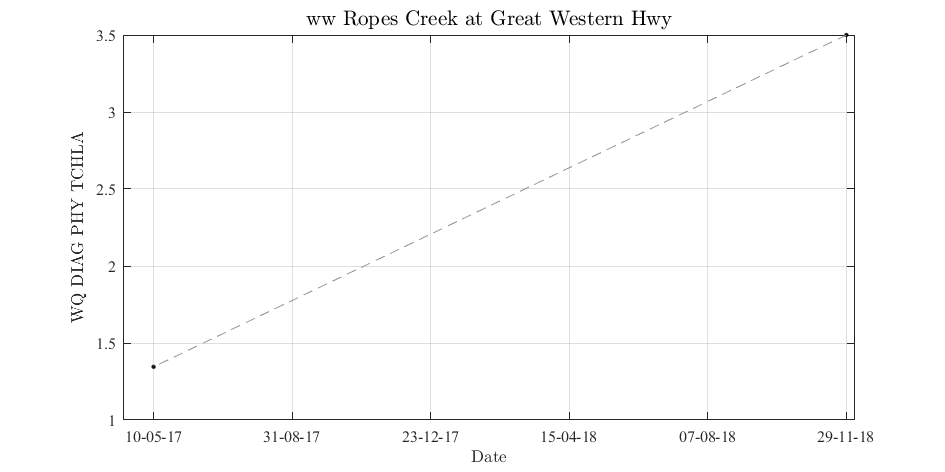 ww Ropes Creek at Great Western Hwy
WQ DIAG PHY TCHLA
3.5
3
2.5
2
1.5
1
10-05-17 31-08-17 23-12-17 15-04-18 07-08-18 29-11-18
Date